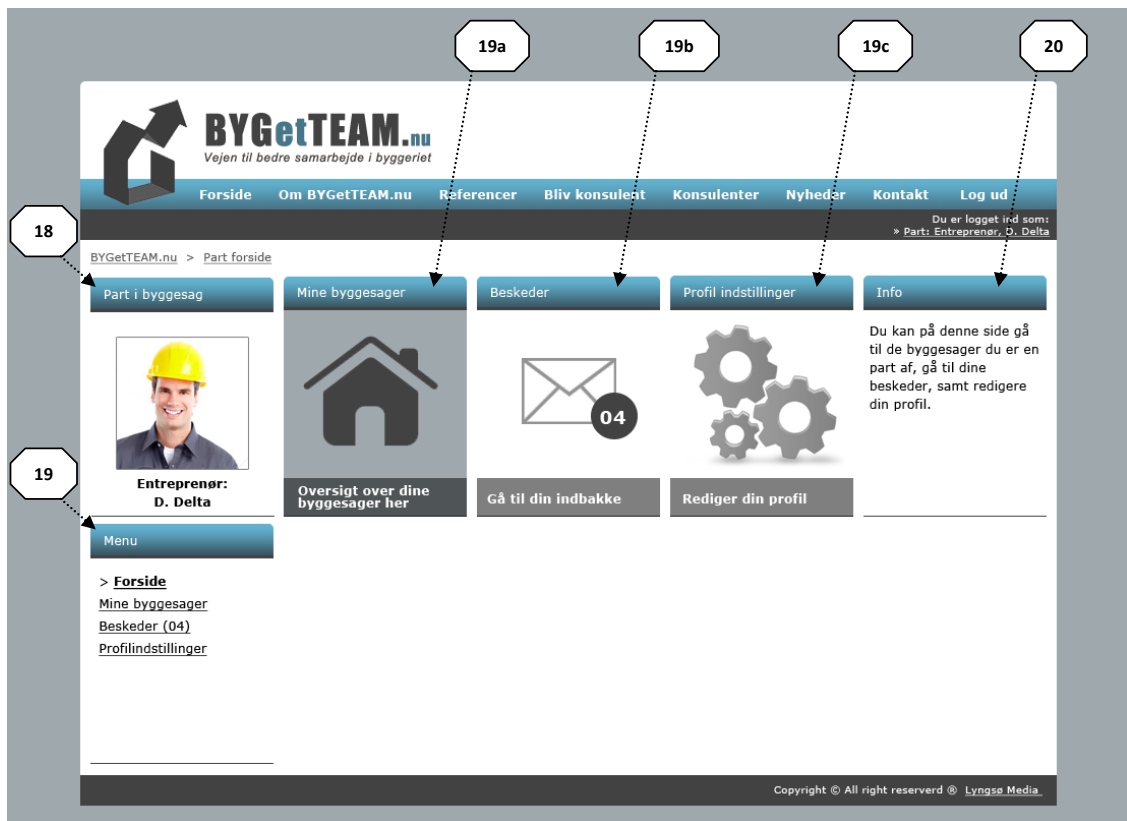 19a
19b
19c
20
BYGetTEAM.nu
Vejen til bedre samarbejde i byggeriet
Forside Om BYGetTEAM.nu Referencer Bliv konsulent Konsulenter Nyheder Kontakt Log ud
18
Du er logget ind som:
» Part: Entreprenør, D. Delta
BYGetTEAM.nu > Part forside
Part i byggesag
Mine byggesager
Beskeder
Profil indstillinger
Info
Du kan på denne side gå
til de byggesager du er en
part af, gå til dine
beskeder, samt redigere
din profil.
04
19
Entreprenør:
D. Delta
Oversigt over dine
byggesager her
Gå til din indbakke
Rediger din profil
Menu
> Forside
Mine byggesager
Beskeder (04)
Profilindstillinger
Copyright © All right reserverd ® Lyngsø Media